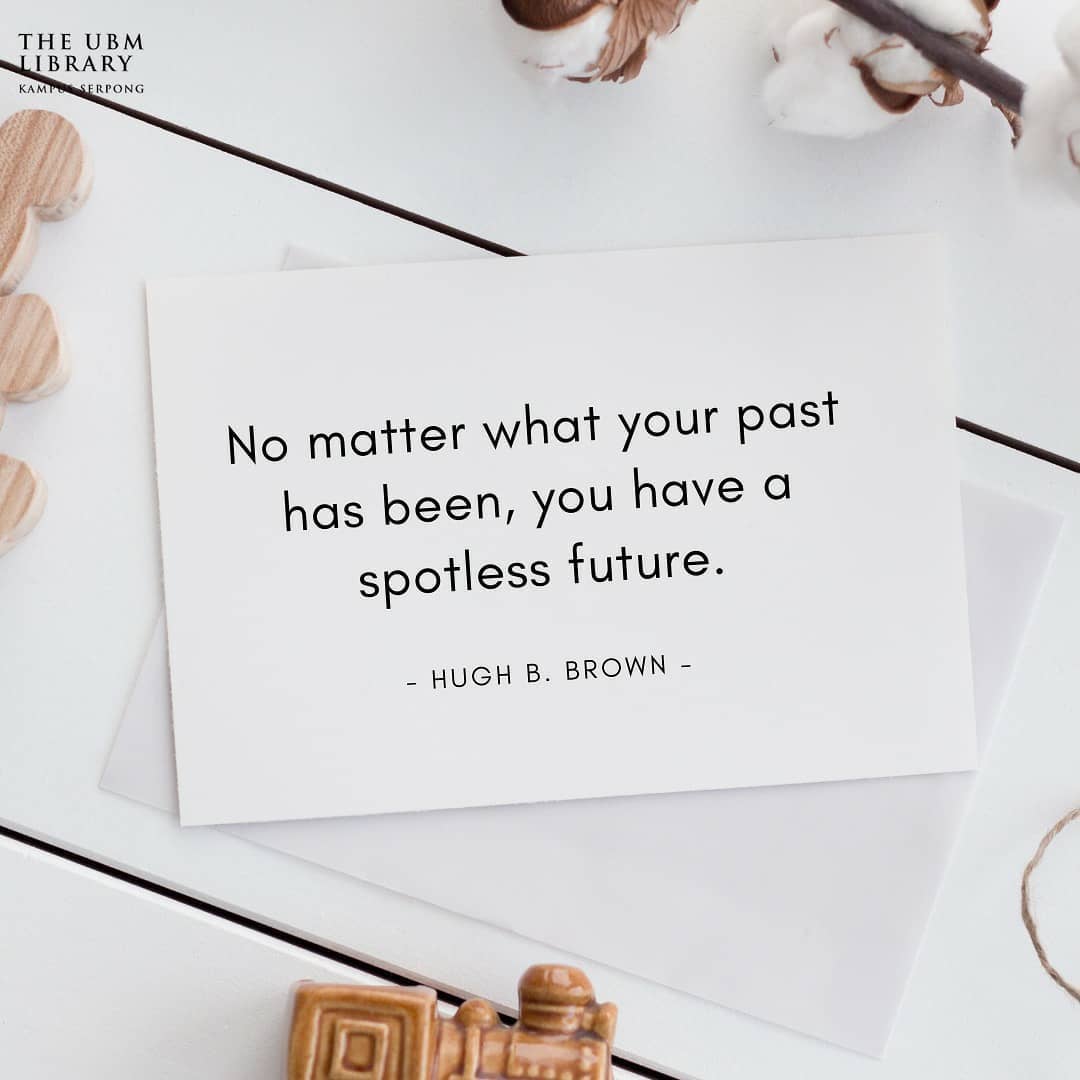 THE UBM
LIBRARY
KAMPUS SERPONG
No matter what your past
has been, you have a
spotless future.
- HUGH B. BROWN -